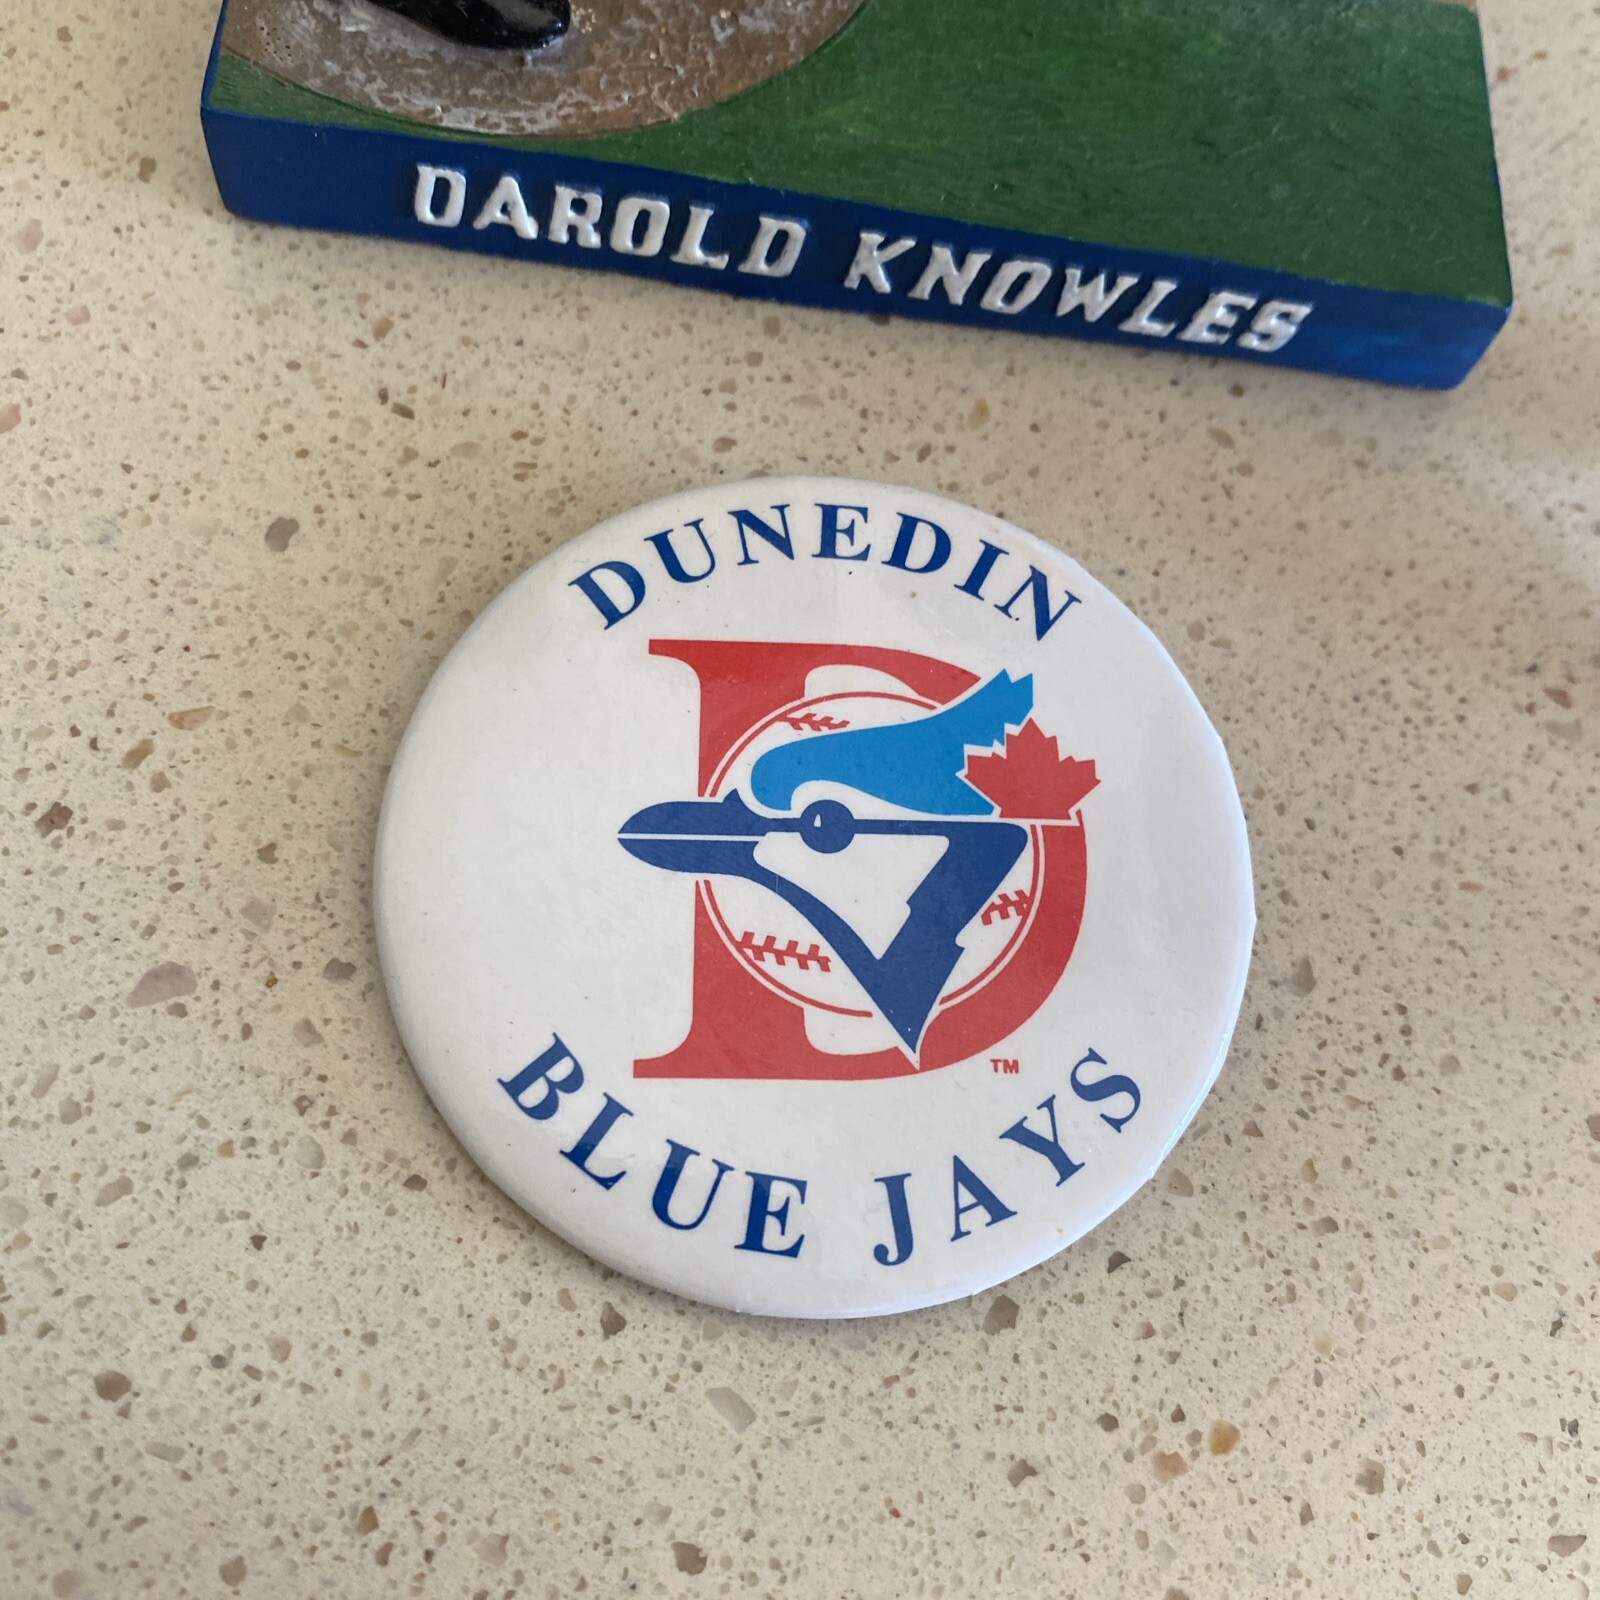 DAROLD KNOWLES
DUNEDIN
TM
BLUE JAYS